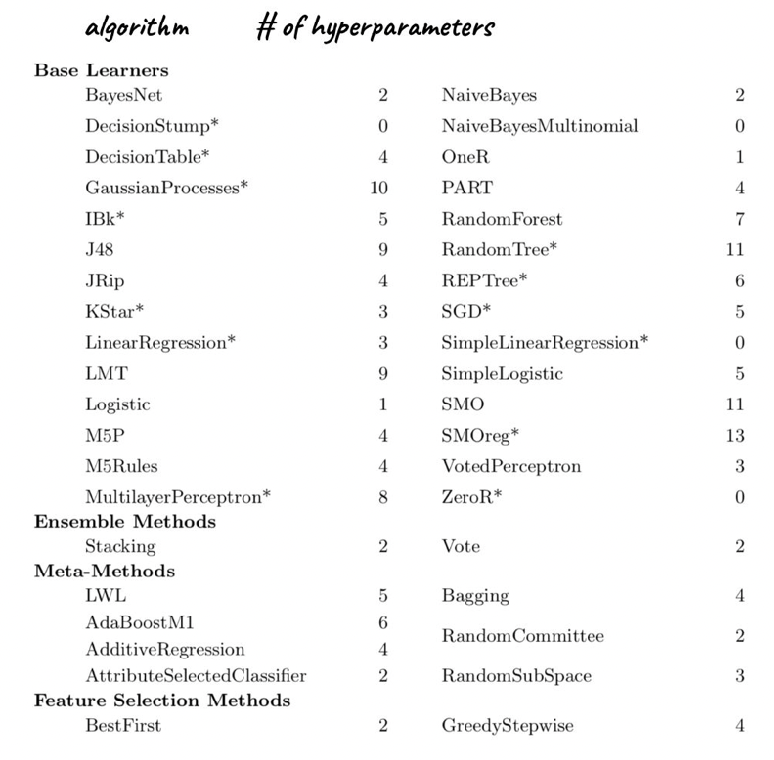 algorithm # of hyperparameters
Base Learners
BayesNet 2 NaiveBayes 2
DecisionStump* 0 NaiveBayesMultinomial 0
DecisionTable* 4 OneR 1
GaussianProcesses* 10 PART 4
IBk* 5 RandomForest 7
J48 9 RandomTree* 11
JRip 4 REPTree* 6
KStar* 3 SGD* 5
LinearRegression* 3 SimpleLinearRegression* 0
LMT 9 SimpleLogistic 5
Logistic 1 SMO 11
M5P 4 SMOreg* 13
M5Rules 4 VotedPerceptron 3
MultilayerPerceptron* 8 ZeroR* 0
Ensemble Methods
Stacking 2 Vote 2
Meta-Methods
LWL 5 Bagging 4
AdaBoostM1 6
RandomCommittee 2
AdditiveRegression 4
AttributeSelectedClassifier 2 RandomSubSpace 3
Feature Selection Methods
BestFirst 2 GreedyStepwise 4